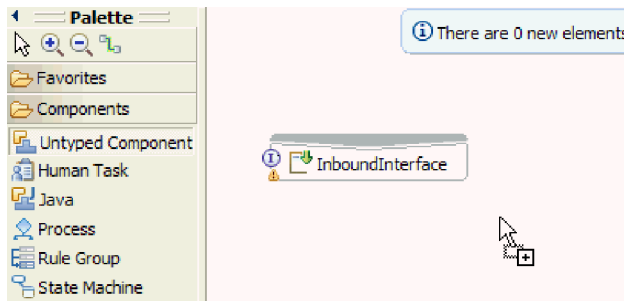 Palette
There are 0 new elements
Favorites
Components
Untyped Component
InboundInterface
Human Task
Java
Process
Rule Group
State Machine